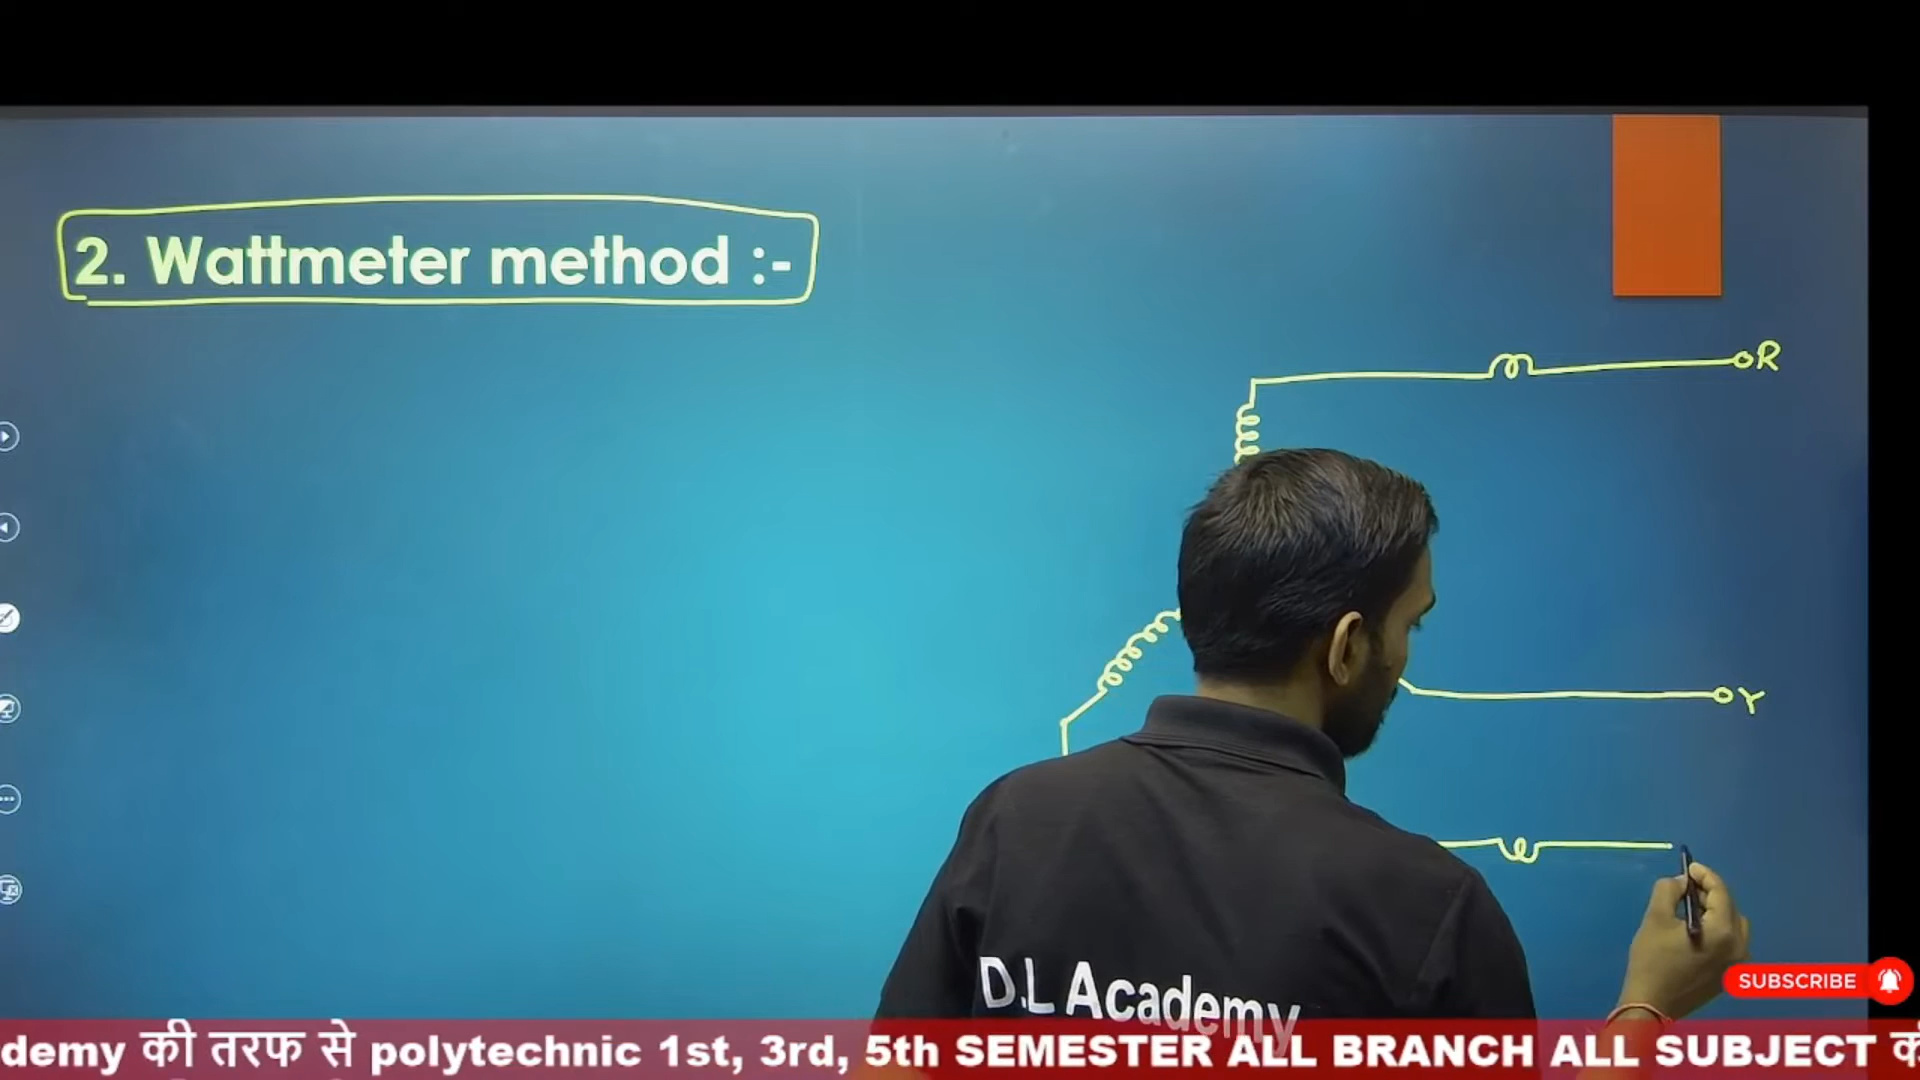 2. Wattmeter method :-
R
Y
D.L Academy
SUBSCRIBE
demy की तरफ से polytechnic 1st, 3rd, 5th SEMESTER ALL BRANCH ALL SUBJECT की